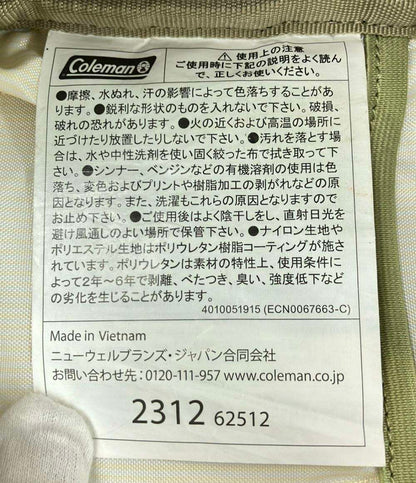 Coleman
使用上の注意
ご使用時に下記の説明をよく読ん
で、正しくお使いください。
●摩擦、水ぬれ、汗の影響によって色落ちすることがあ
ります。●鋭利な形状のものを入れないで下さい。破損、
破れの恐れがあります。●火の近くおよび高温の場所に
近づけたり放置したりしないで下さい。●汚れを落とす場
合は、水や中性洗剤を使い固く絞った布で拭き取って下
さい。●シンナー、ベンジンなどの有機溶剤の使用は色
落ち、変色およびプリントや樹脂加工の剥がれなどの原
因となります。また、洗濯もこれらの原因となりますので
お止め下さい。●ご使用後はよく陰干しをし、直射日光を
避け風通しのよい場所で保管下さい。●ナイロン生地や
ポリエステル生地はポリウレタン樹脂コーティングが施さ
れています。ポリウレタンは素材の特性上、使用条件に
よって2年〜6年で剥離、べたつき、臭い、強度低下など
の劣化を生じることがあります。
4010051915 (ECN0067663-C)
Made in Vietnam
ニューウェルブランズ・ジャパン合同会社
お問い合わせ先: 0120-111-957 www.coleman.co.jp
2312 62512